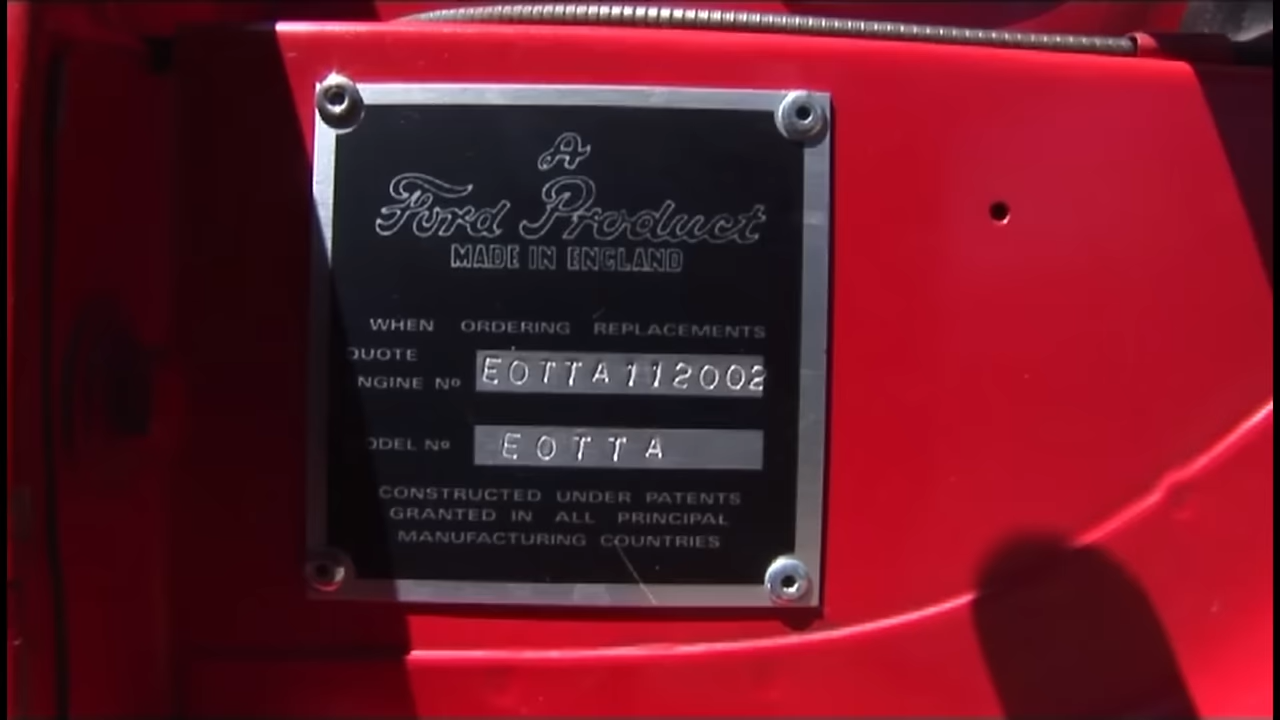 A
Ford Product
MADE IN ENGLAND
WHEN ORDERING REPLACEMENTS
QUOTE
ENGINE Nº EOTTA112002
MODEL Nº EOTTA
CONSTRUCTED UNDER PATENTS
GRANTED IN ALL PRINCIPAL
MANUFACTURING COUNTRIES